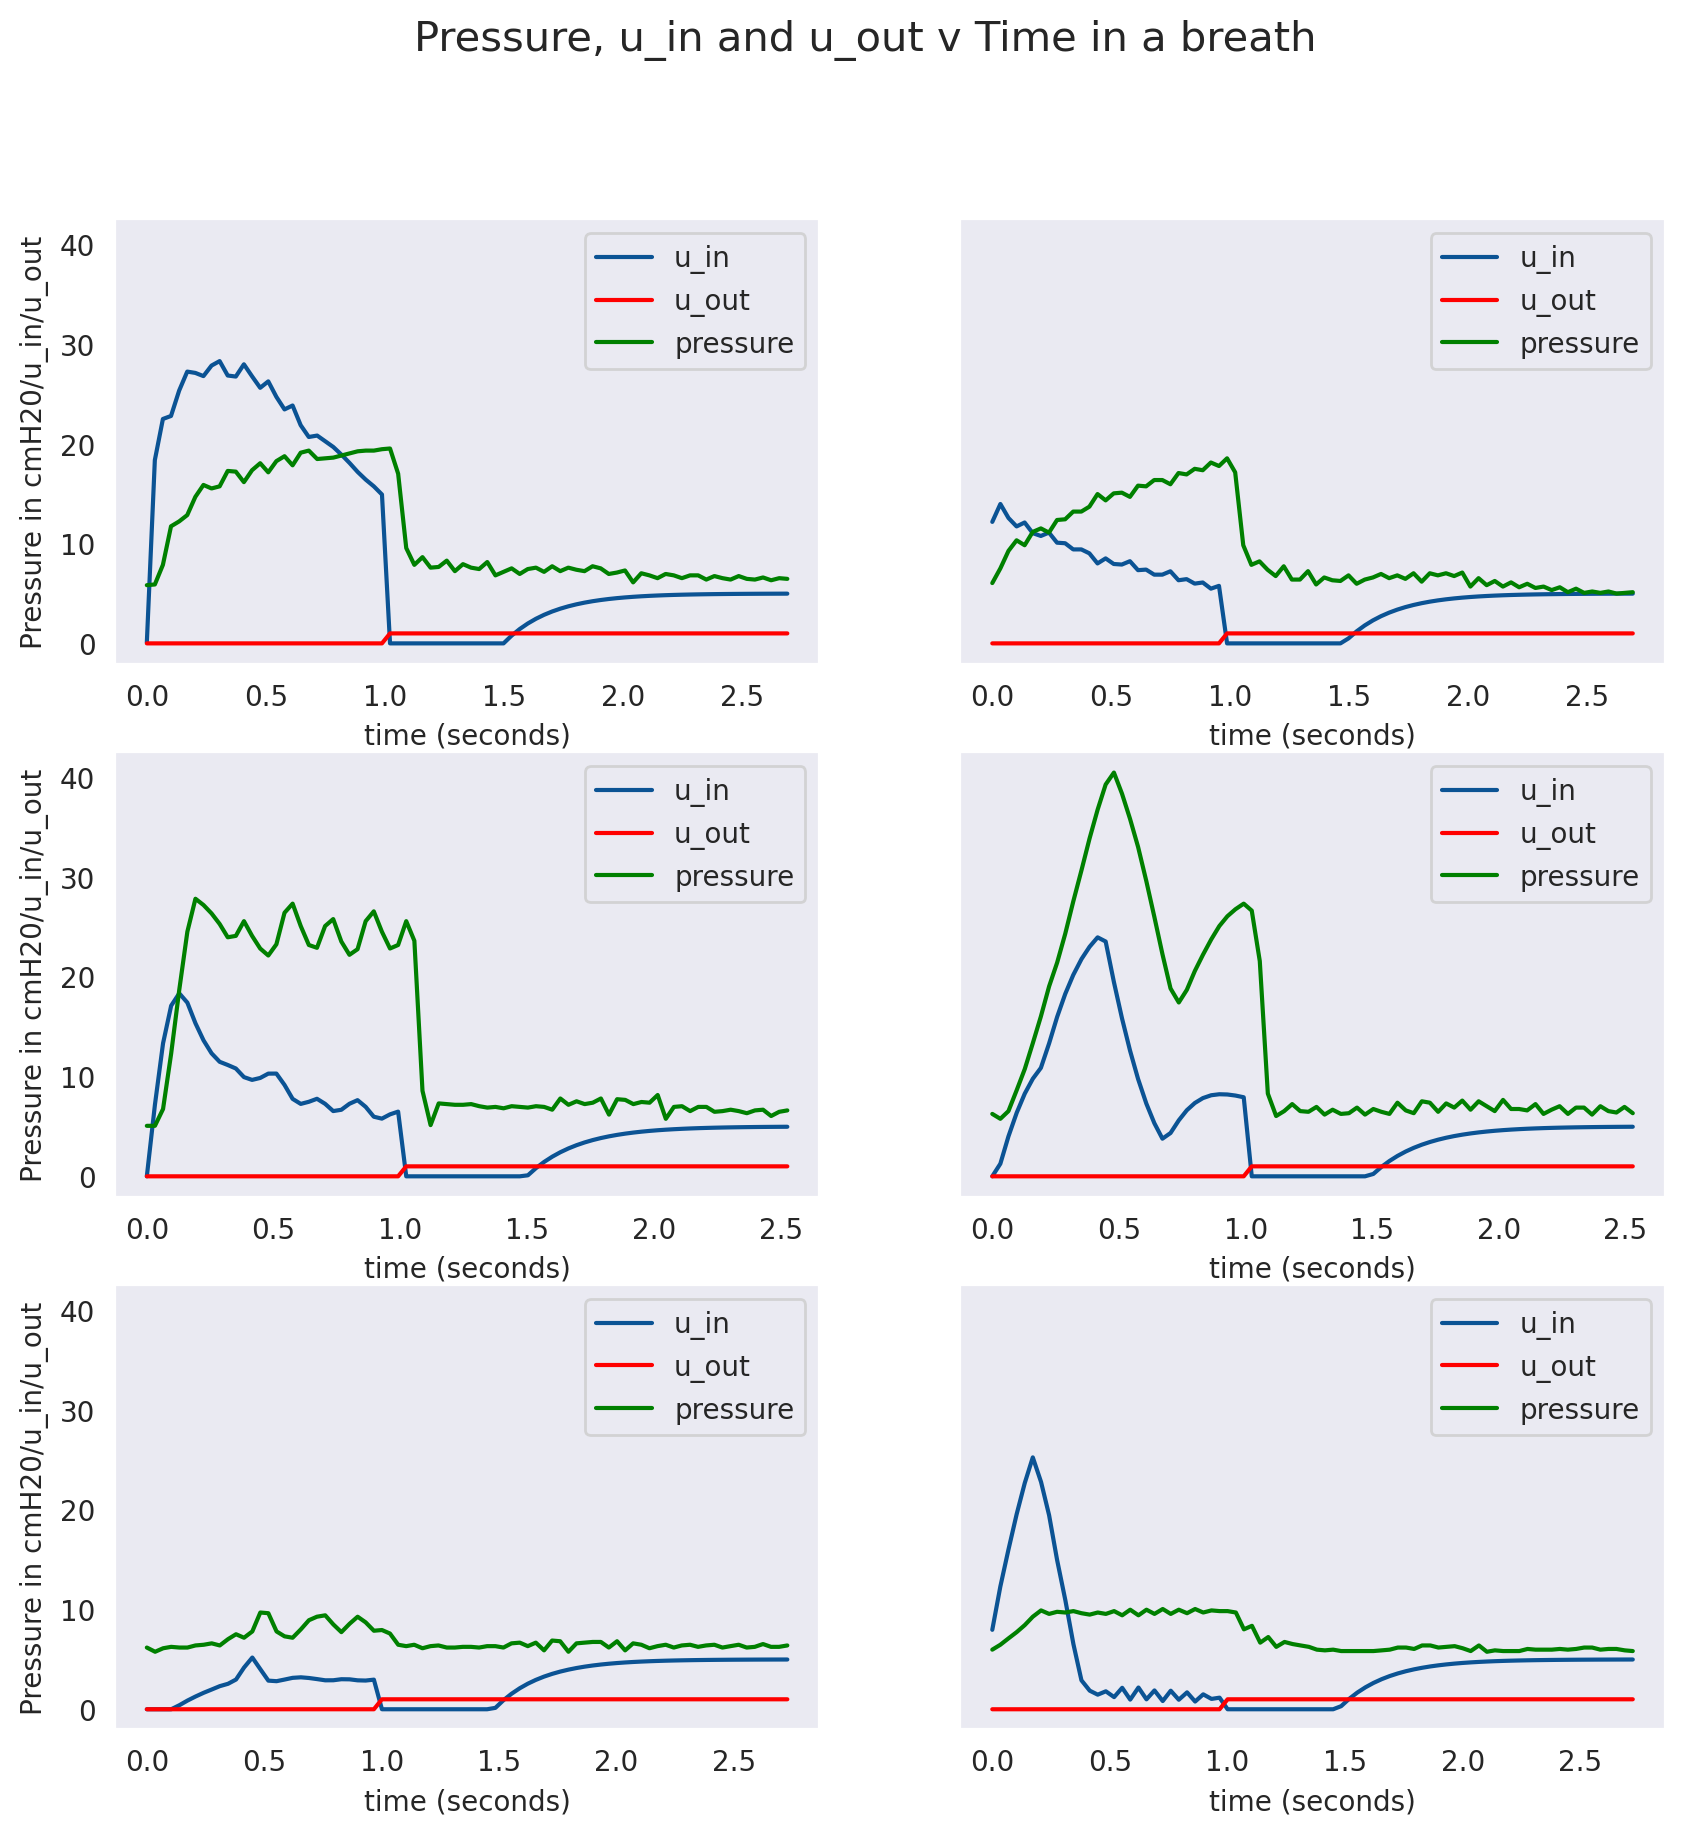 Pressure, u_in and u_out v Time in a breath
Pressure in cmH20/u_in/u_out
40
30
20
10
0
u_in
u_out
pressure
0.0 0.5 1.0 1.5 2.0 2.5
time (seconds)
u_in
u_out
pressure
0.0 0.5 1.0 1.5 2.0 2.5
time (seconds)
Pressure in cmH20/u_in/u_out
40
30
20
10
0
u_in
u_out
pressure
0.0 0.5 1.0 1.5 2.0 2.5
time (seconds)
u_in
u_out
pressure
0.0 0.5 1.0 1.5 2.0 2.5
time (seconds)
Pressure in cmH20/u_in/u_out
40
30
20
10
0
u_in
u_out
pressure
0.0 0.5 1.0 1.5 2.0 2.5
time (seconds)
u_in
u_out
pressure
0.0 0.5 1.0 1.5 2.0 2.5
time (seconds)